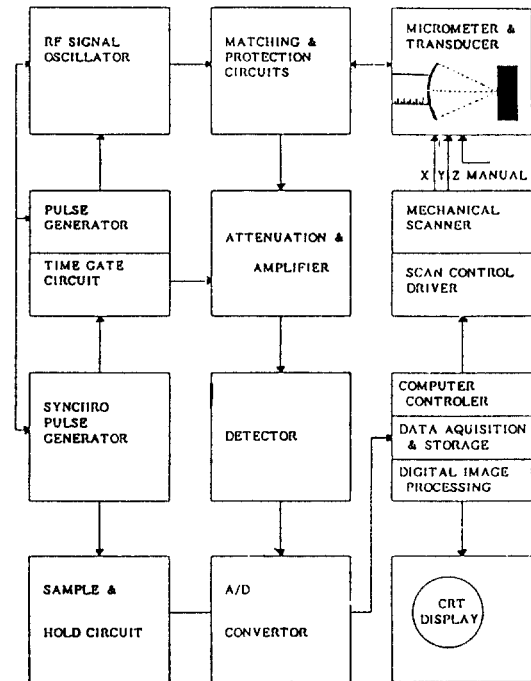 RF SIGNAL
OSCILLATOR
MATCHING &
PROTECTION
CIRCUITS
MICROMETER
& TRANSDUCER
X Y Z MANUAL
PULSE
GENERATOR
TIME GATE
CIRCUIT
ATTENUATION &
AMPLIFIER
MECHANICAL
SCANNER
SCAN CONTROL
DRIVER
SYNCHRO
PULSE
GENERATOR
DETECTOR
COMPUTER
CONTROLER
DATA AQUISITION
& STORAGE
DIGITAL IMAGE
PROCESSING
SAMPLE &
HOLD CIRCUIT
A/D
CONVERTOR
CRT
DISPLAY